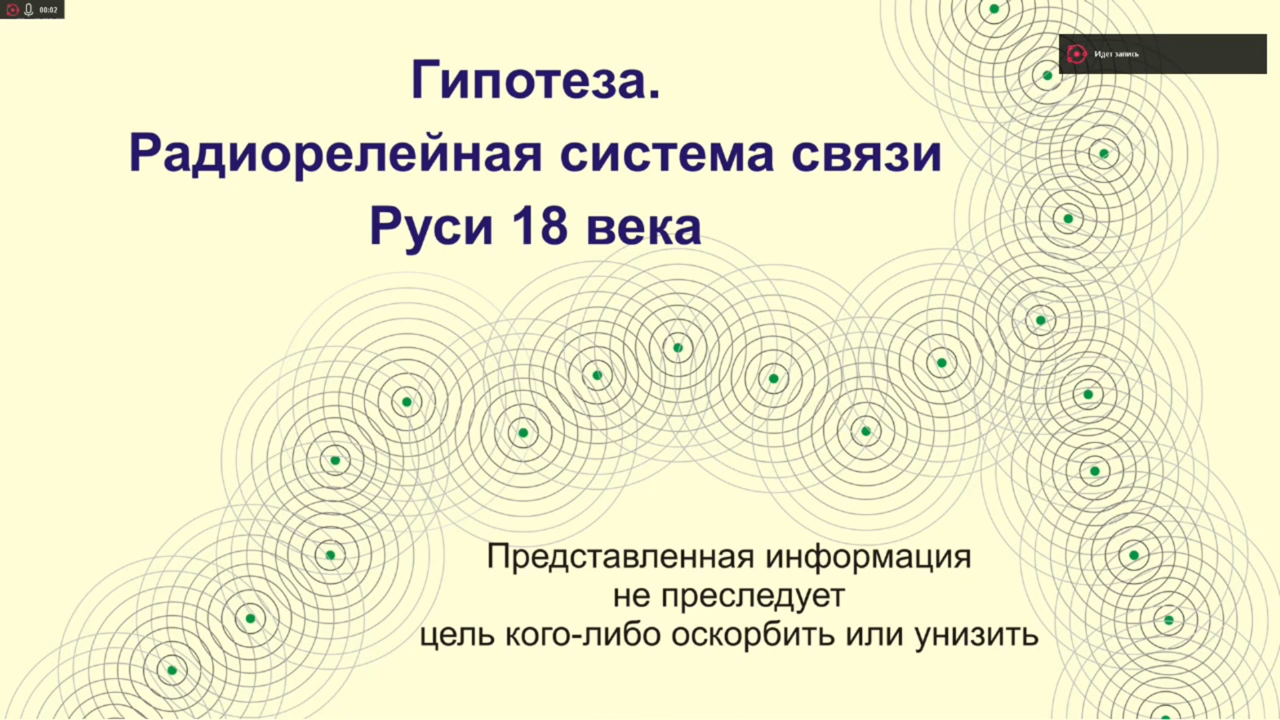 00:02
Идет запись
Гипотеза.
Радиорелейная система связи
Руси 18 века
Представленная информация
не преследует
цель кого-либо оскорбить или унизить